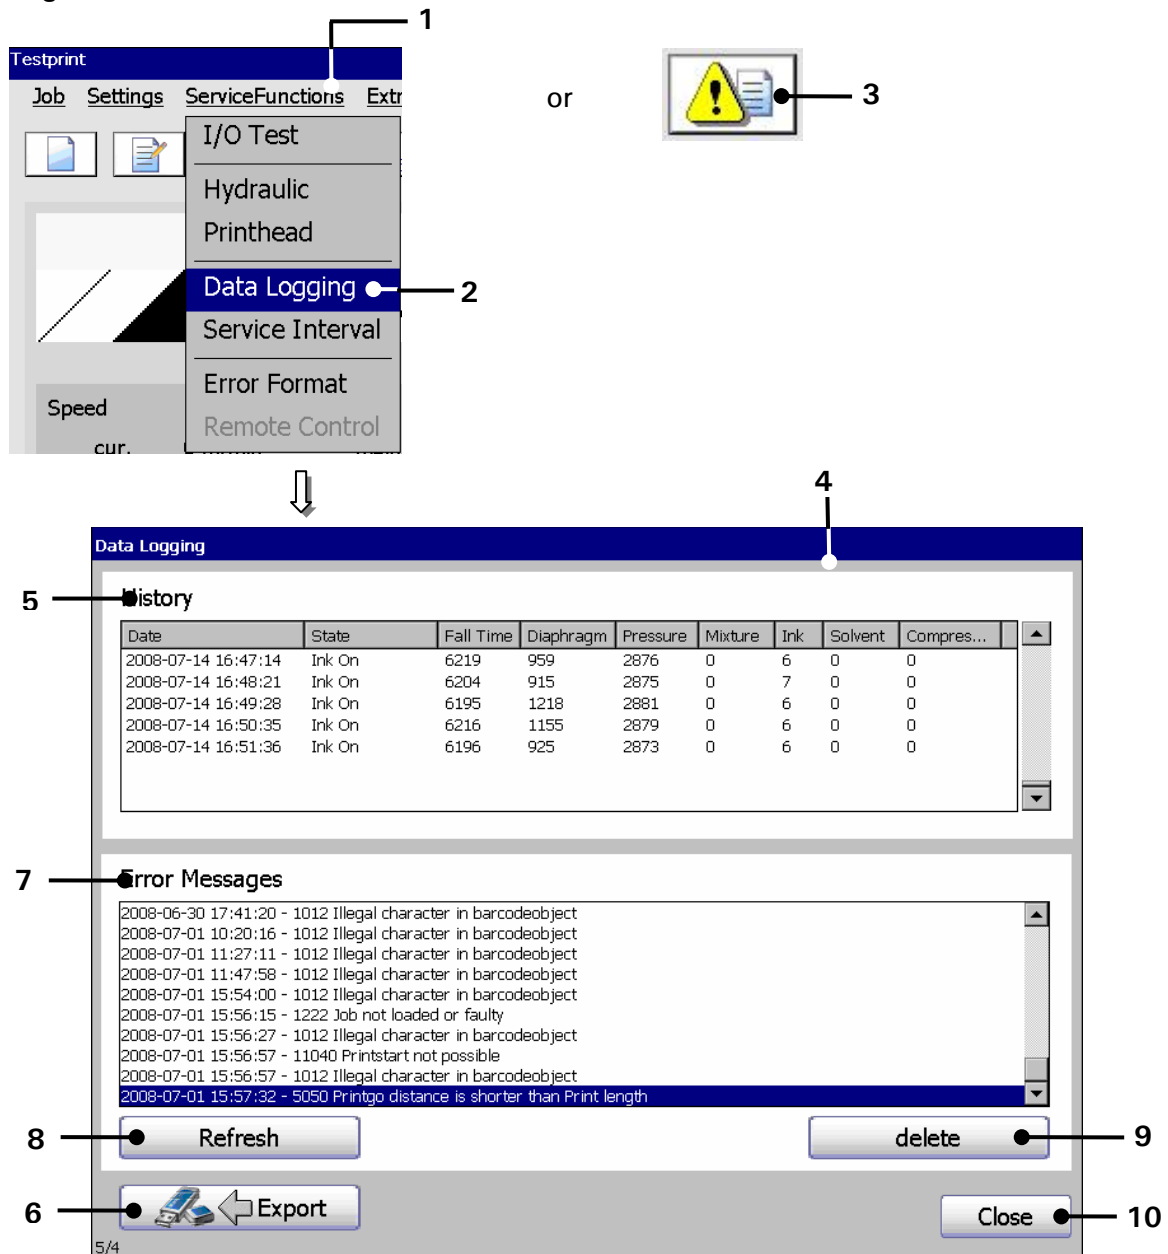 1
Testprint
Job Settings ServiceFunctions Extr
or
3
I/O Test
Hydraulic
Printhead
Data Logging
2
Service Interval
Error Format
Remote Control
Speed
cur.
4
Data Logging
5
History
Date State Fall Time Diaphragm Pressure Mixture Ink Solvent Compres...
2008-07-14 16:47:14 Ink On 6219 959 2876 0 6 0 0
2008-07-14 16:48:21 Ink On 6204 915 2875 0 7 0 0
2008-07-14 16:49:28 Ink On 6195 1218 2881 0 6 0 0
2008-07-14 16:50:35 Ink On 6216 1155 2879 0 6 0 0
2008-07-14 16:51:36 Ink On 6196 925 2873 0 6 0 0
7
Error Messages
2008-06-30 17:41:20 - 1012 Illegal character in barcodeobject
2008-07-01 10:20:16 - 1012 Illegal character in barcodeobject
2008-07-01 11:27:11 - 1012 Illegal character in barcodeobject
2008-07-01 11:47:58 - 1012 Illegal character in barcodeobject
2008-07-01 15:54:00 - 1012 Illegal character in barcodeobject
2008-07-01 15:56:15 - 1222 Job not loaded or faulty
2008-07-01 15:56:27 - 1012 Illegal character in barcodeobject
2008-07-01 15:56:57 - 11040 Printstart not possible
2008-07-01 15:56:57 - 1012 Illegal character in barcodeobject
2008-07-01 15:57:32 - 5050 Printgo distance is shorter than Print length
8
Refresh
delete
9
6
Export
Close
10
5/4